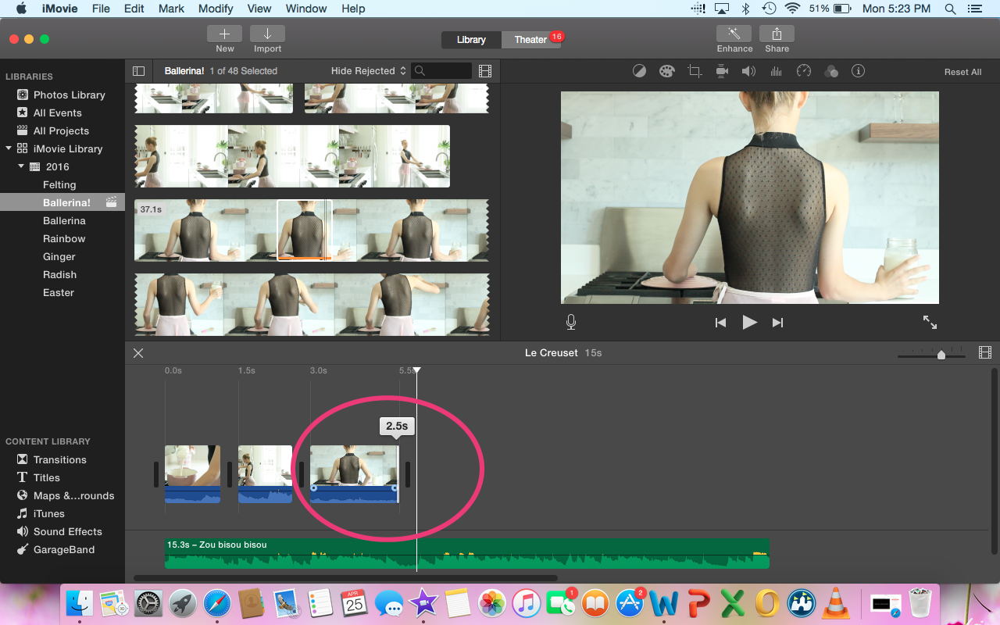 iMovie File Edit Mark Modify View Window Help 51% Mon 5:23 PM
Library Theater 16
New Import Enhance Share
LIBRARIES
Photos Library
All Events
All Projects
iMovie Library
2016
Felting
Ballerina!
Ballerina
Rainbow
Ginger
Radish
Easter
Ballerina! 1 of 48 Selected Hide Rejected
Reset All
37.1s
Le Creuset 15s
0.0s 1.5s 3.0s 5.5s
2.5s
CONTENT LIBRARY
Transitions
T Titles
Maps &...rounds
iTunes
Sound Effects
GarageBand
15.3s – Zou bisou bisou
APR
25
1
2
W P X O